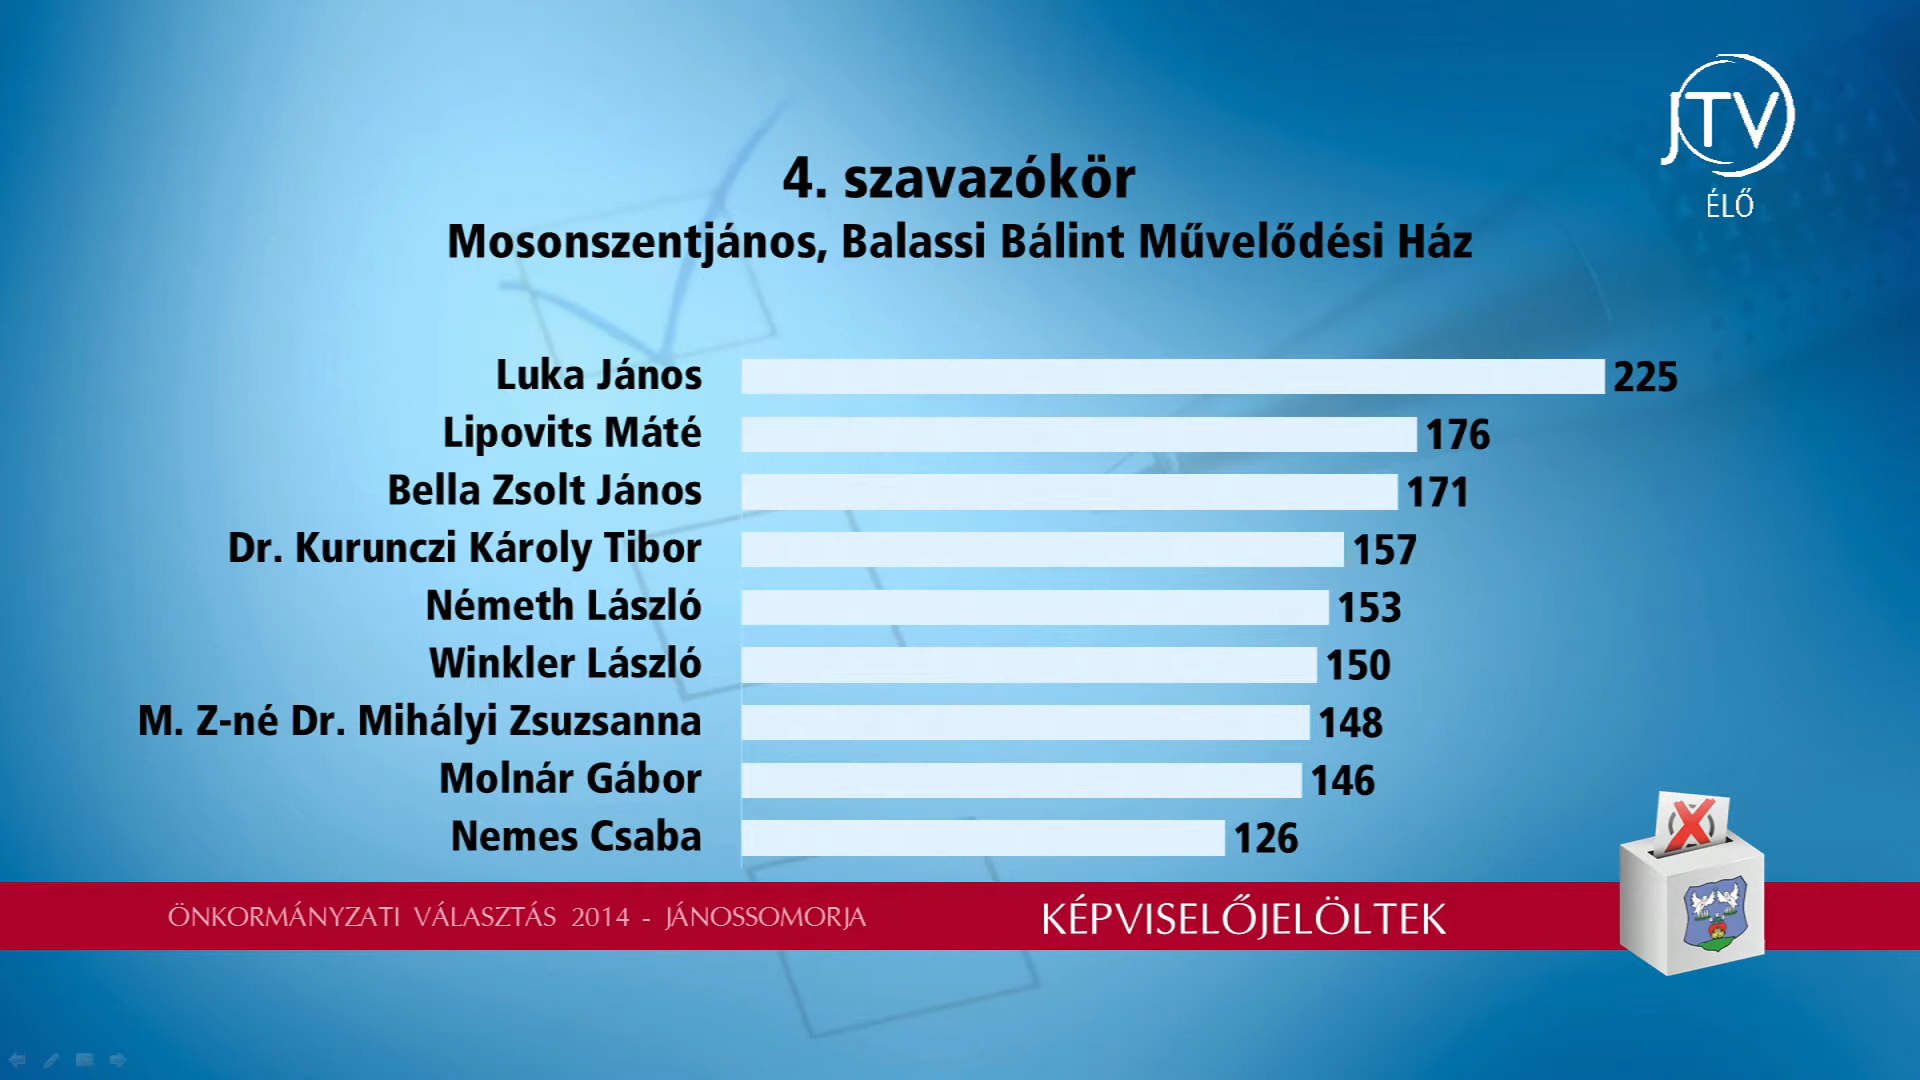 JTV
ÉLŐ
4. szavazókör
Mosonszentjános, Balassi Bálint Művelődési Ház
Luka János 225
Lipovits Máté 176
Bella Zsolt János 171
Dr. Kurunczi Károly Tibor 157
Németh László 153
Winkler László 150
M. Z-né Dr. Mihályi Zsuzsanna 148
Molnár Gábor 146
Nemes Csaba 126
ÖNKORMÁNYZATI VÁLASZTÁS 2014 - JÁNOSSOMORJA KÉPVISELŐJELÖLTEK